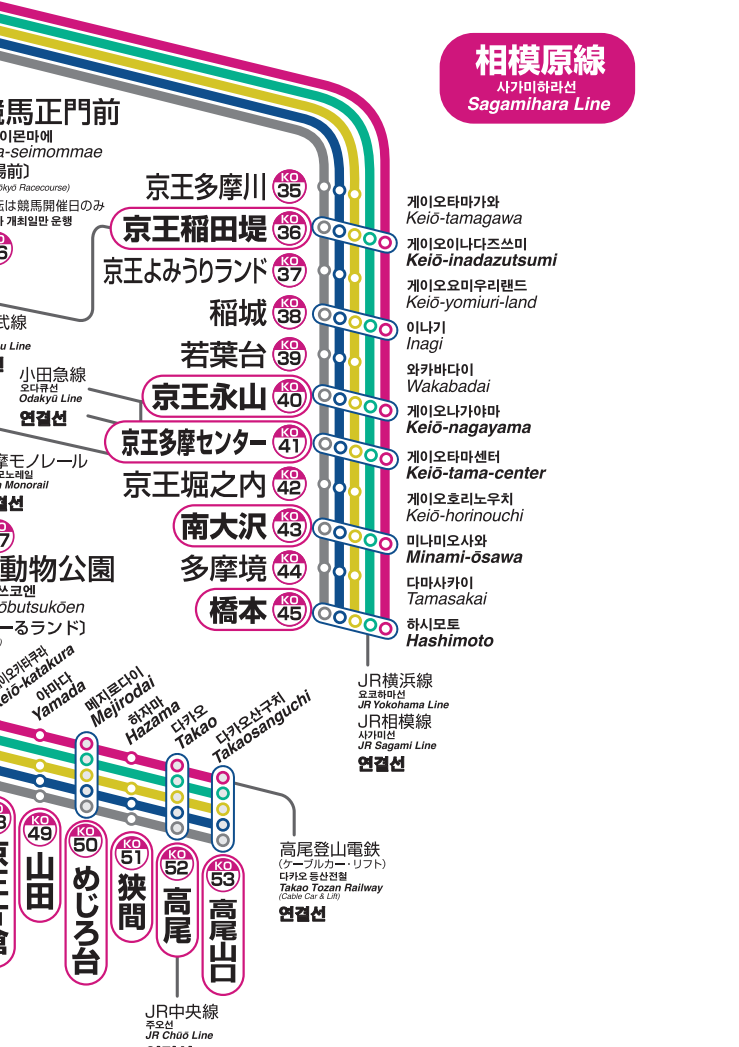 相模原線
사가미하라선
Sagamihara Line
競馬正門前
이몬마에
a-seimommae
場前〕
ōkyō Racecourse)
転は競馬開催日のみ
개최일만 운행
6
京王多摩川
KO
35
게이오타마가와
Keiō-tamagawa
京王稲田堤
KO
36
게이오이나다즈쓰미
Keiō-inadazutsumi
京王よみうりランド
KO
37
게이오요미우리랜드
Keiō-yomiuri-land
稲城
KO
38
이나기
Inagi
若葉台
KO
39
와카바다이
Wakabadai
京王永山
KO
40
게이오나가야마
Keiō-nagayama
京王多摩センター
KO
41
게이오타마센터
Keiō-tama-center
京王堀之内
KO
42
게이오호리노우치
Keiō-horinouchi
南大沢
KO
43
미나미오사와
Minami-ōsawa
多摩境
KO
44
다마사카이
Tamasakai
橋本
KO
45
하시모토
Hashimoto
武線
u Line
小田急線
오다큐선
Odakyū Line
연결선
摩モノレール
모노레일
a Monorail
결선
7
動物公園
쓰코엔
ōbutsukōen
ーるランド〕
JR横浜線
요코하마선
JR Yokohama Line
JR相模線
사가미선
JR Sagami Line
연결선
이오카타쿠라
Keiō-katakura
야마다
Yamada
메지로다이
Mejirodai
하자마
Hazama
다카오
Takao
다카오산구치
Takaosanguchi
KO
49
山田
KO
50
めじろ台
KO
51
狭間
KO
52
高尾
KO
53
高尾山口
高尾登山電鉄
（ケーブルカー・リフト）
다카오 등산전철
Takao Tozan Railway
(Cable Car & Lift)
연결선
JR中央線
주오선
JR Chūō Line